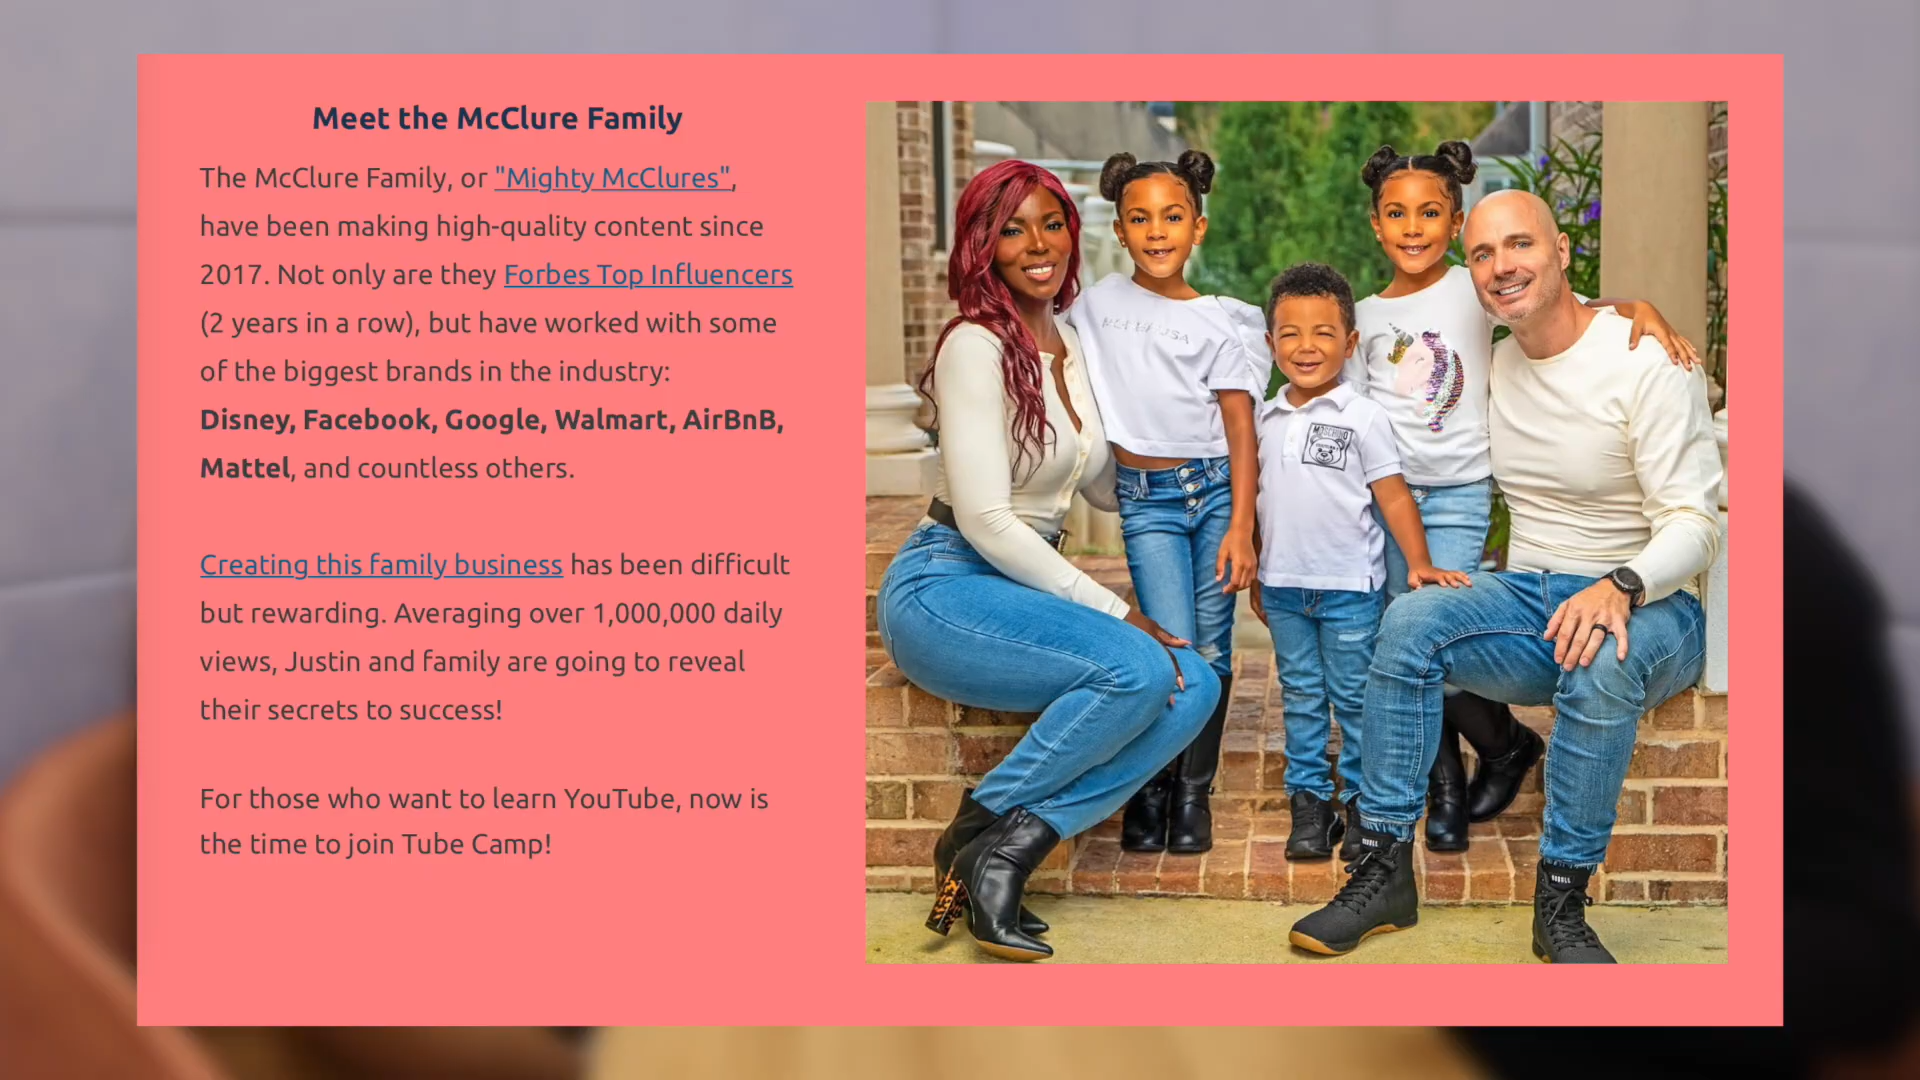 Meet the McClure Family
The McClure Family, or "Mighty McClures",
have been making high-quality content since
2017. Not only are they Forbes Top Influencers
(2 years in a row), but have worked with some
of the biggest brands in the industry:
Disney, Facebook, Google, Walmart, AirBnB,
Mattel, and countless others.
Creating this family business has been difficult
but rewarding. Averaging over 1,000,000 daily
views, Justin and family are going to reveal
their secrets to success!
For those who want to learn YouTube, now is
the time to join Tube Camp!
MOSCHINO